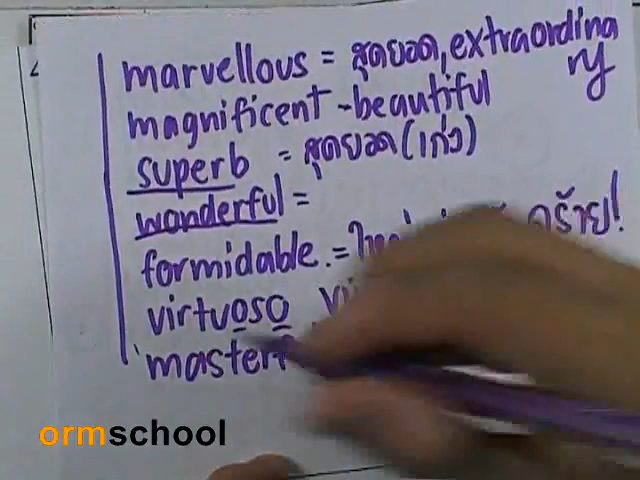 marvellous = สุดยอด, extraordinary
magnificent - beautiful
superb = สุดยอด (เก่ง)
wonderful =
formidable =
virtuoso
ormschool